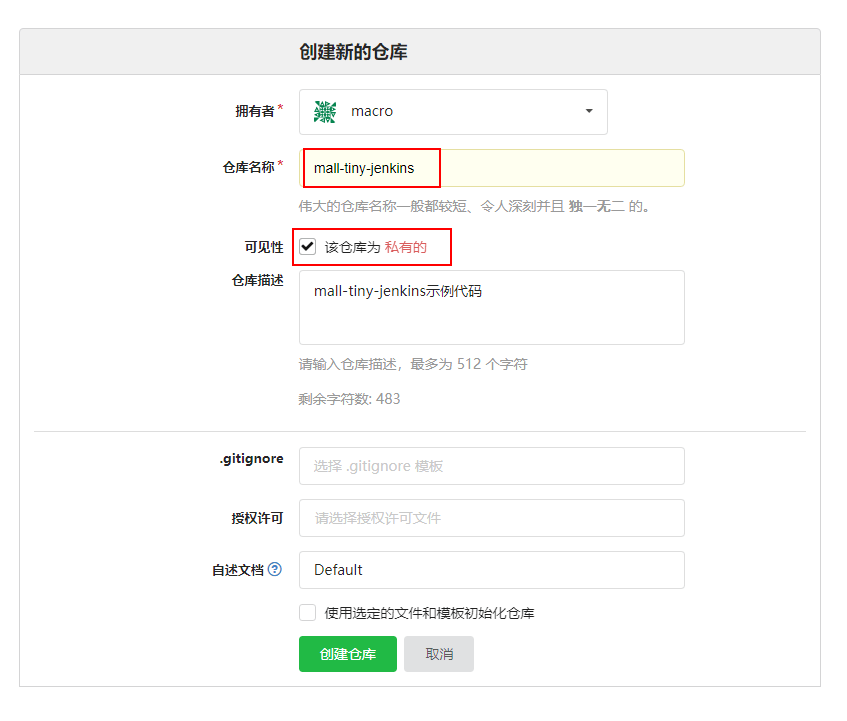 创建新的仓库
拥有者* macro
仓库名称* mall-tiny-jenkins
伟大的仓库名称一般都较短、令人深刻并且 独一无二 的。
可见性 该仓库为 私有的
仓库描述 mall-tiny-jenkins示例代码
请输入仓库描述，最多为 512 个字符
剩余字符数: 483
.gitignore 选择 .gitignore 模板
授权许可 请选择授权许可文件
自述文档 Default
使用选定的文件和模板初始化仓库
创建仓库 取消